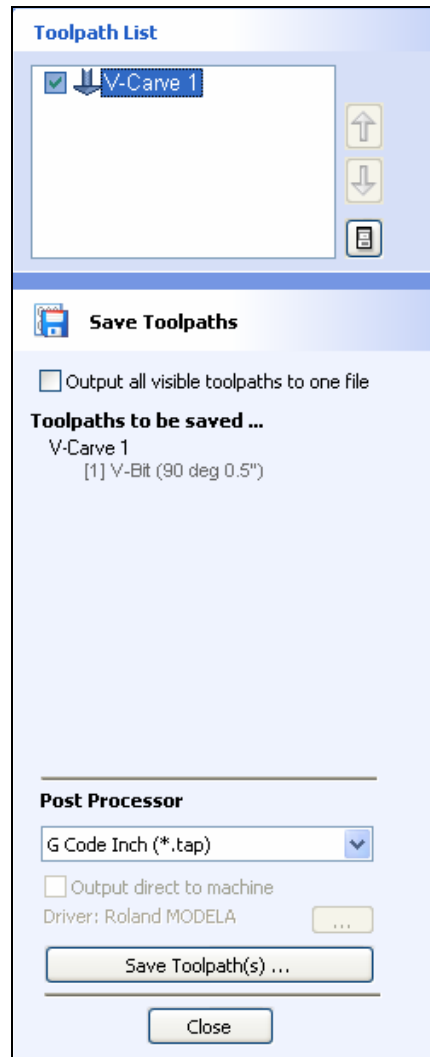 Toolpath List
V-Carve 1
Save Toolpaths
Output all visible toolpaths to one file
Toolpaths to be saved ...
V-Carve 1
[1] V-Bit (90 deg 0.5")
Post Processor
G Code Inch (*.tap)
Output direct to machine
Driver: Roland MODELA
...
Save Toolpath(s) ...
Close